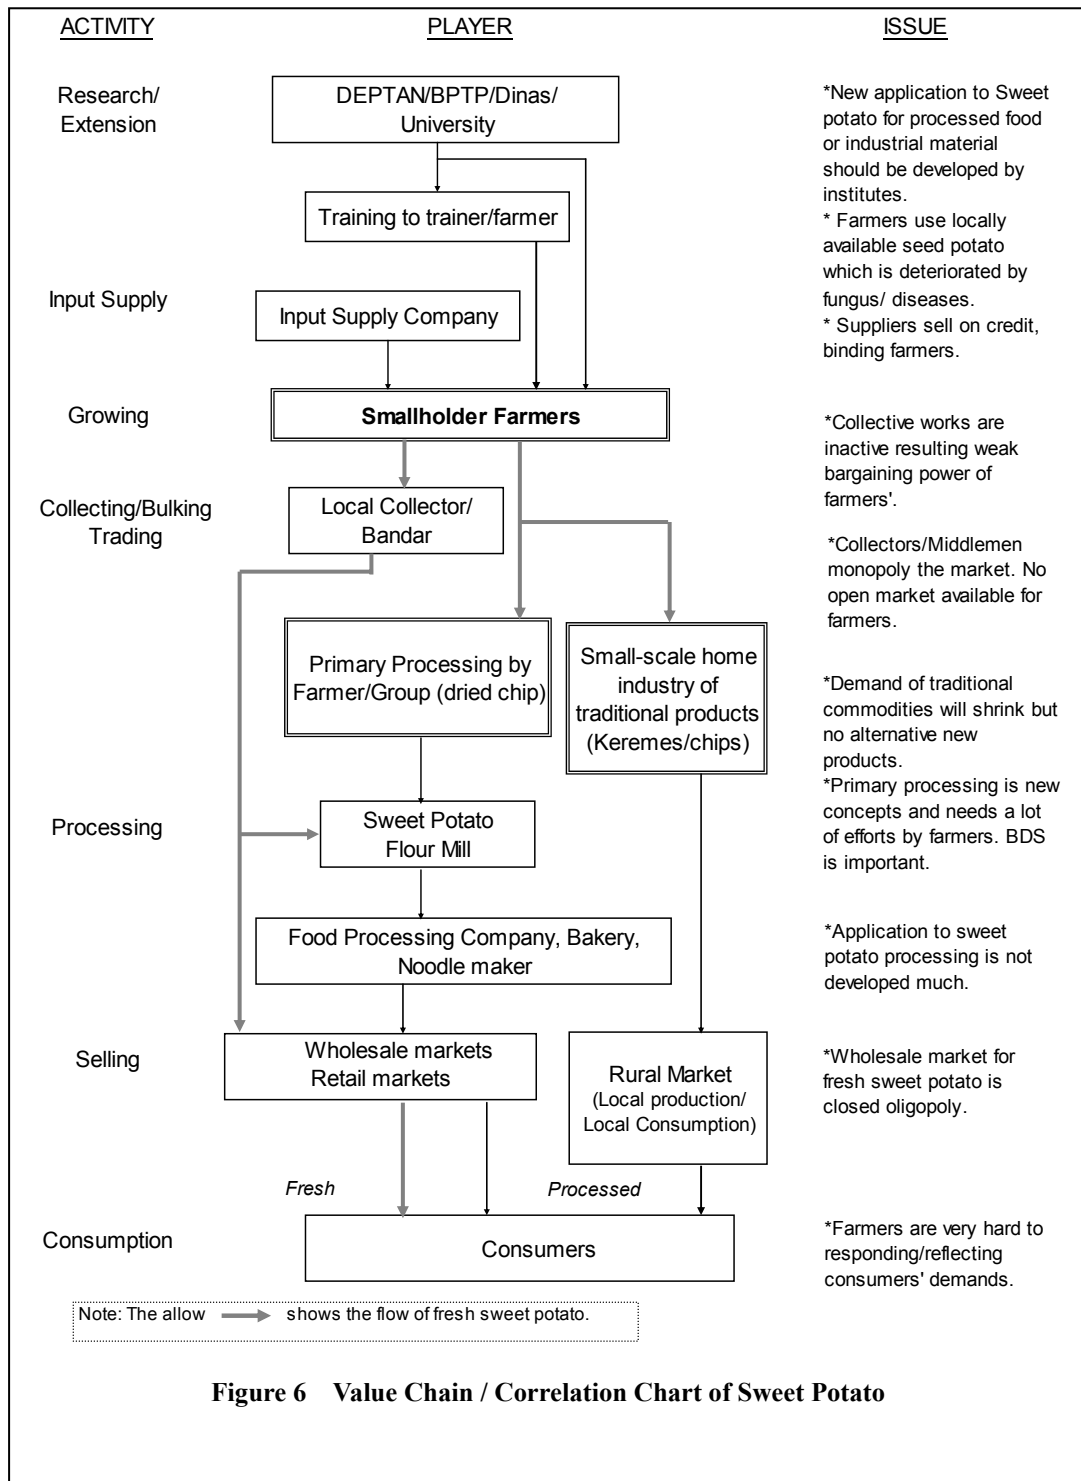 ACTIVITY
PLAYER
ISSUE
Research/
Extension
DEPTAN/BPTP/Dinas/
University
*New application to Sweet
potato for processed food
or industrial material
should be developed by
institutes.
Training to trainer/farmer
* Farmers use locally
available seed potato
which is deteriorated by
fungus/ diseases.
Input Supply
Input Supply Company
* Suppliers sell on credit,
binding farmers.
Growing
Smallholder Farmers
*Collective works are
inactive resulting weak
bargaining power of
farmers'.
Collecting/Bulking
Trading
Local Collector/
Bandar
*Collectors/Middlemen
monopoly the market. No
open market available for
farmers.
Primary Processing by
Farmer/Group (dried chip)
Small-scale home
industry of
traditional products
(Keremes/chips)
*Demand of traditional
commodities will shrink but
no alternative new
products.
*Primary processing is new
concepts and needs a lot
of efforts by farmers. BDS
is important.
Processing
Sweet Potato
Flour Mill
Food Processing Company, Bakery,
Noodle maker
*Application to sweet
potato processing is not
developed much.
Selling
Wholesale markets
Retail markets
Rural Market
(Local production/
Local Consumption)
*Wholesale market for
fresh sweet potato is
closed oligopoly.
Fresh
Processed
Consumption
Consumers
*Farmers are very hard to
responding/reflecting
consumers' demands.
Note: The allow shows the flow of fresh sweet potato.
Figure 6 Value Chain / Correlation Chart of Sweet Potato